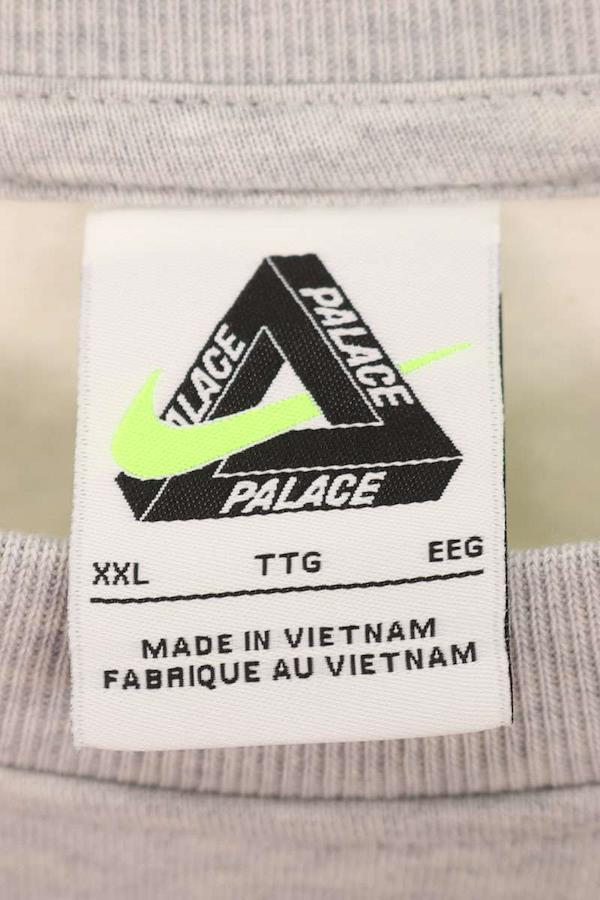 PALACE
PALACE
PALACE
XXL TTG EEG
MADE IN VIETNAM
FABRIQUE AU VIETNAM